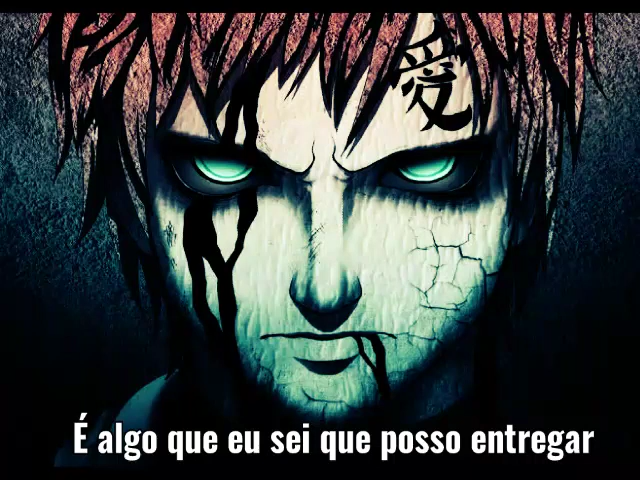 愛
É algo que eu sei que posso entregar